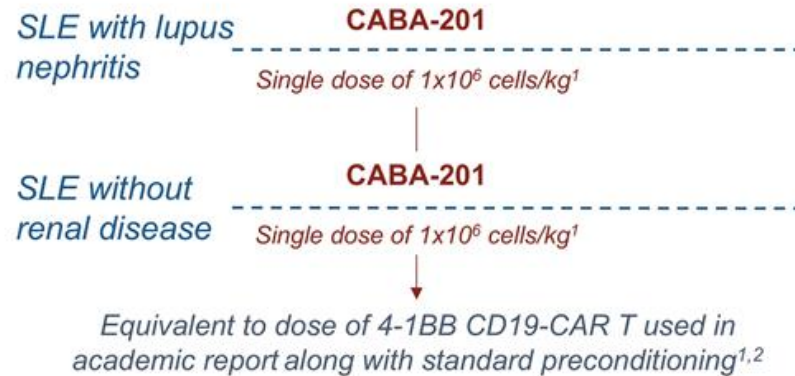 SLE with lupus
nephritis
CABA-201
Single dose of 1x10⁶ cells/kg¹
SLE without
renal disease
CABA-201
Single dose of 1x10⁶ cells/kg¹
Equivalent to dose of 4-1BB CD19-CAR T used in
academic report along with standard preconditioning¹,²